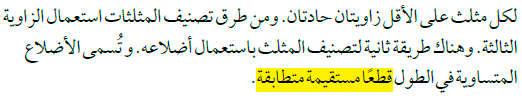 لكل مثلث على الأقل زاويتان حادتان. ومن طرق تصنيف المثلثات استعمال الزاوية
الثالثة. وهناك طريقة ثانية لتصنيف المثلث باستعمال أضلاعه. وتُسمى الأضلاع
المتساوية في الطول قطعًا مستقيمة متطابقة.